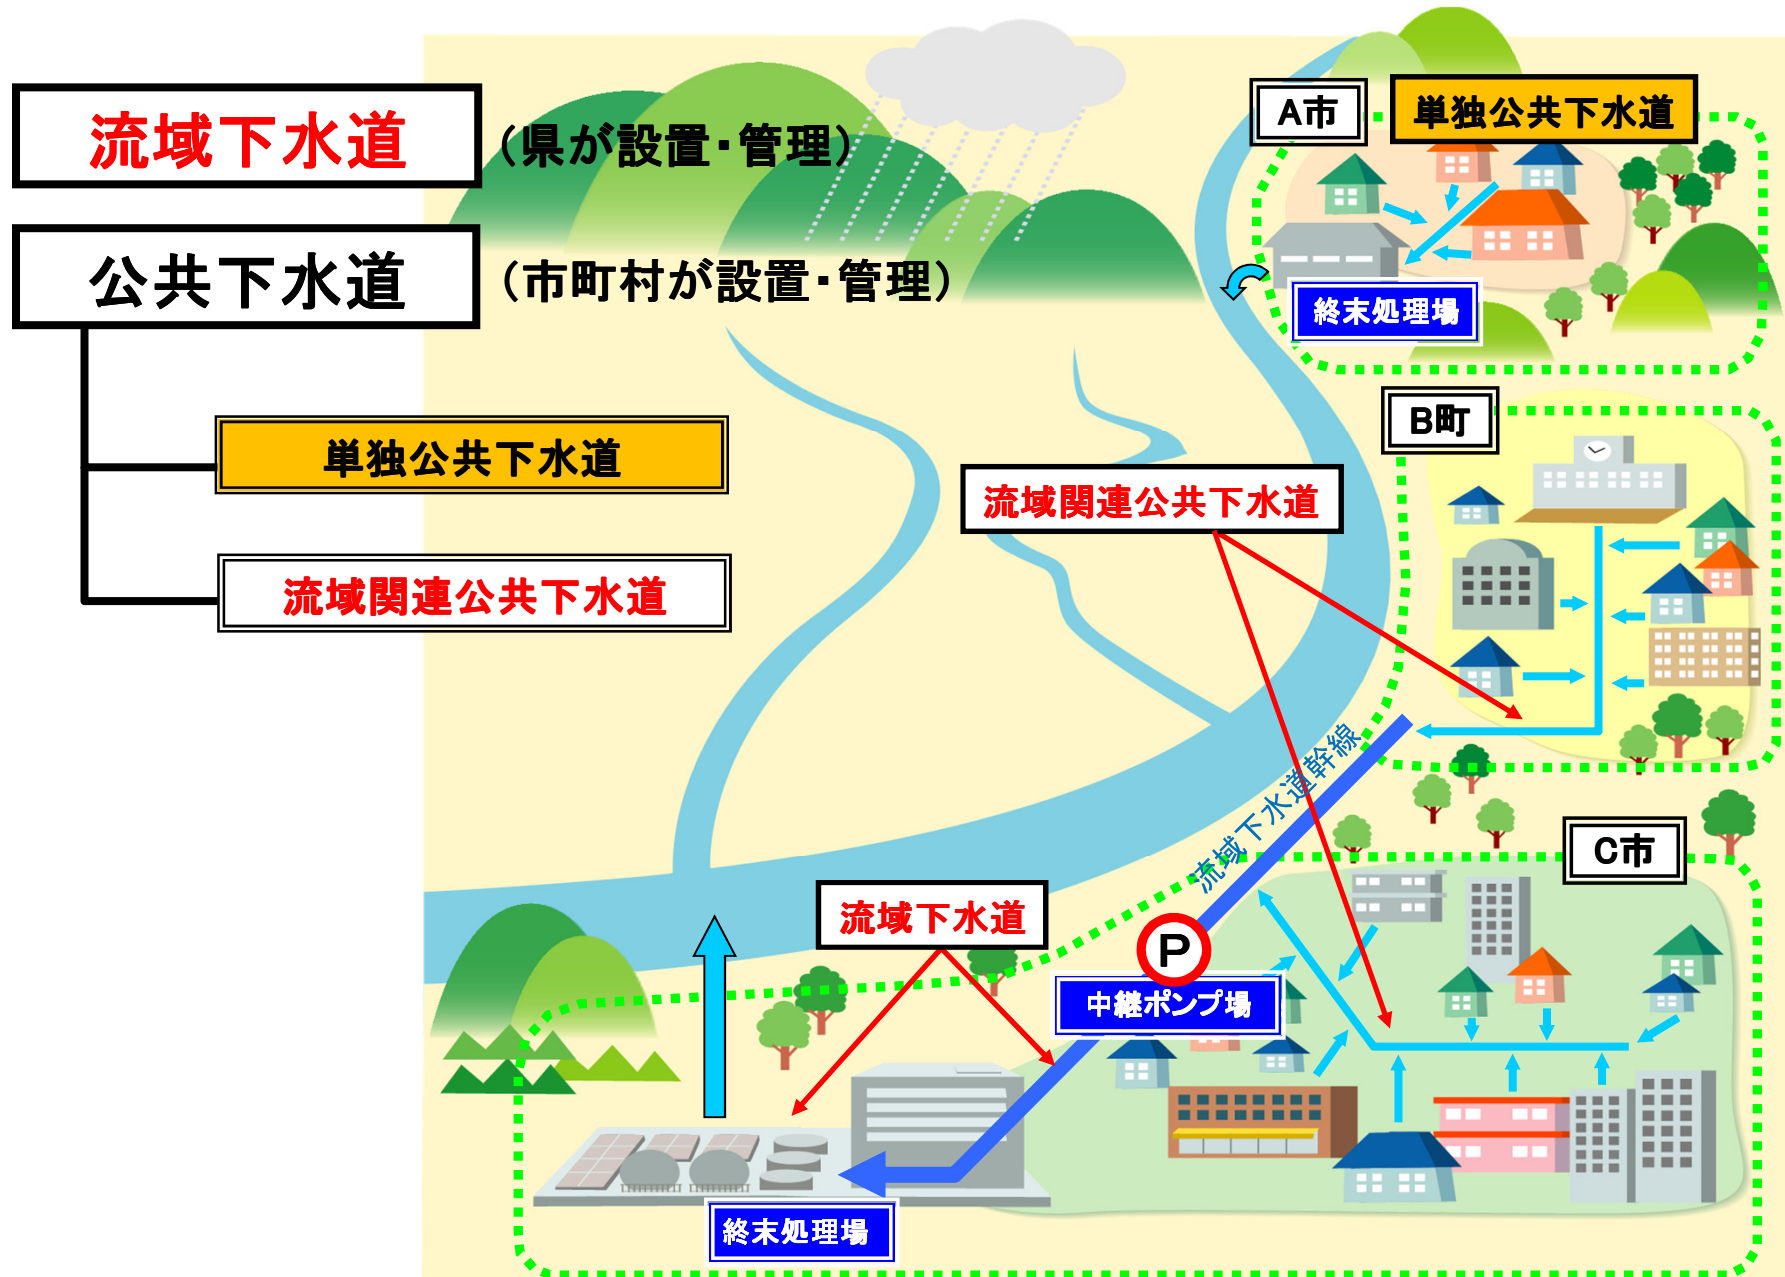 流域下水道
(県が設置・管理)
公共下水道
(市町村が設置・管理)
単独公共下水道
流域関連公共下水道
A市
単独公共下水道
終末処理場
B町
流域関連公共下水道
流域下水道幹線
C市
流域下水道
P
中継ポンプ場
終末処理場